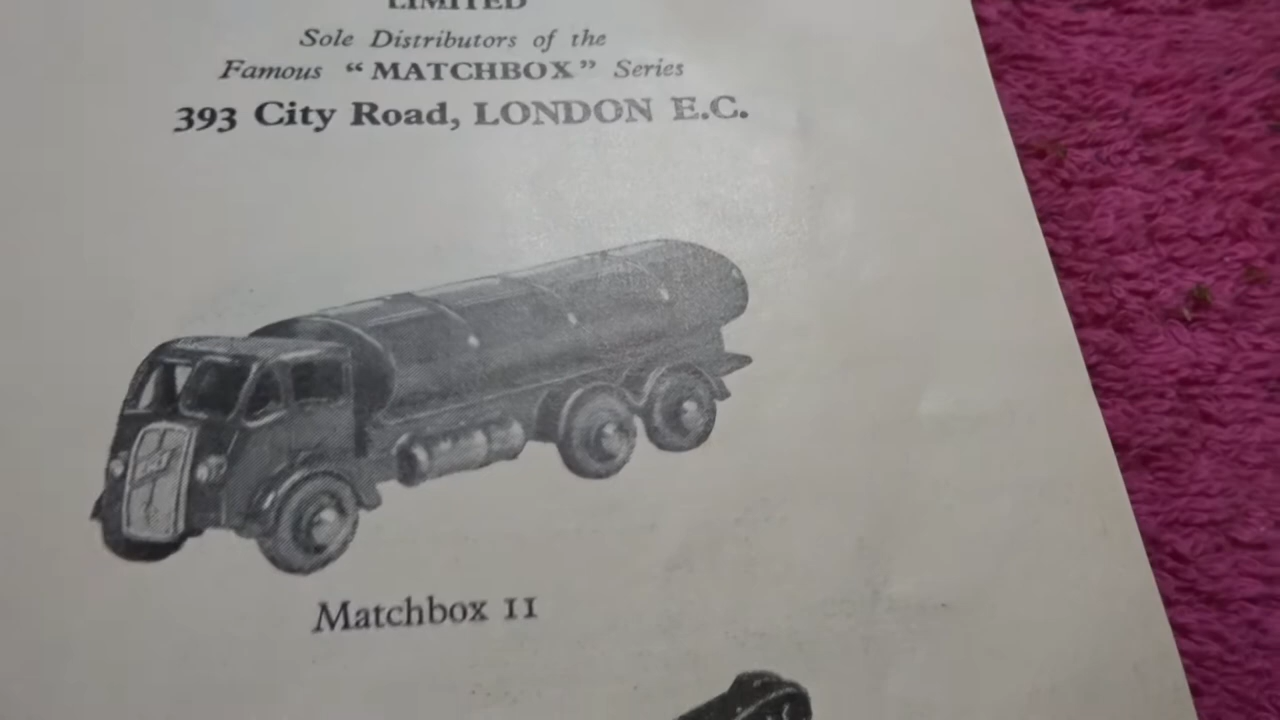 LIMITED
Sole Distributors of the
Famous “MATCHBOX” Series
393 City Road, LONDON E.C.
Matchbox 11